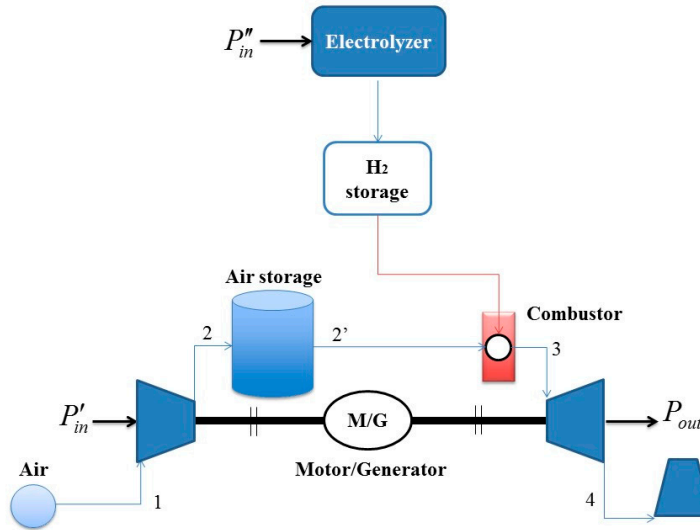 P″in
Electrolyzer
H2
storage
Air storage
Combustor
2
2’
3
P′in
M/G
Pout
Motor/Generator
Air
1
4